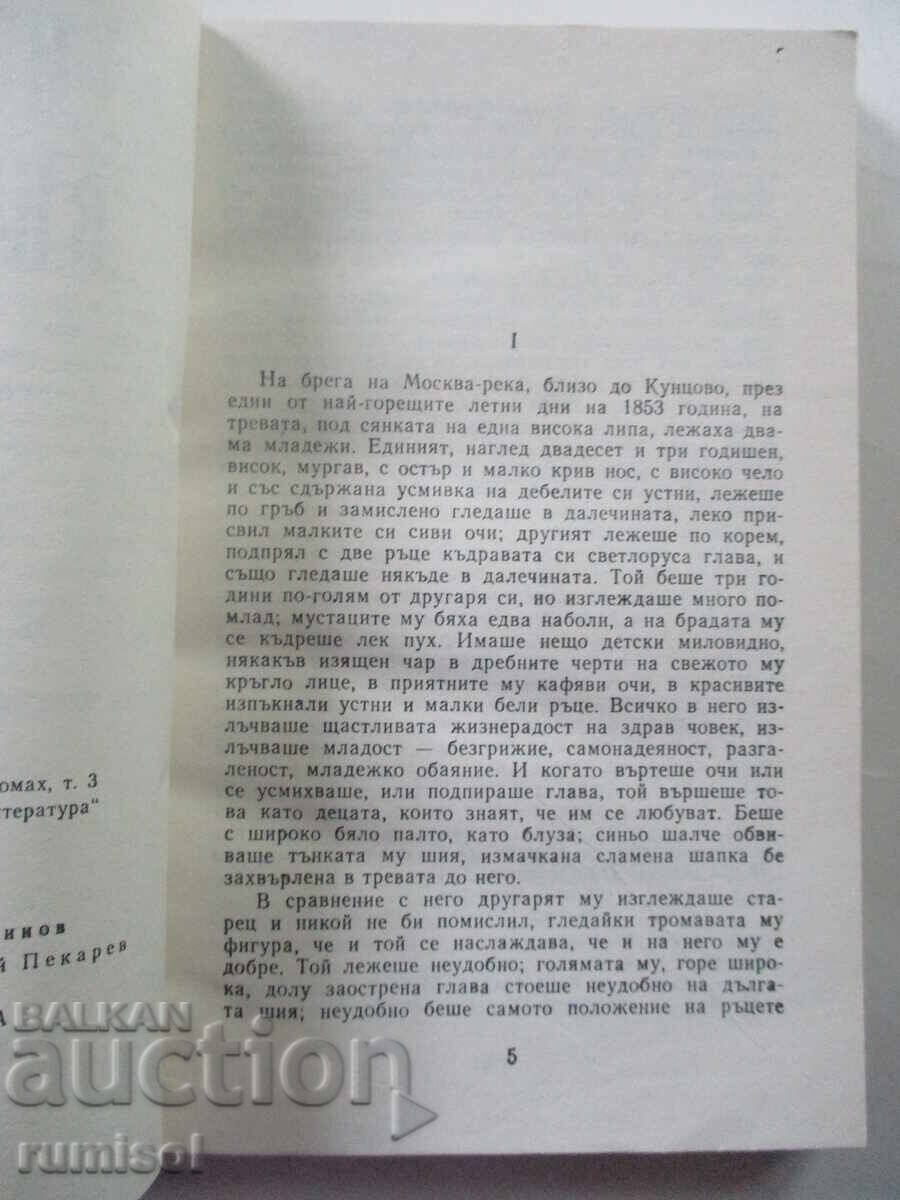 омах, т. 3
тература“
инов
й Пекарев
А
I
На брега на Москва-река, близо до Кунцово, през
един от най-горещите летни дни на 1853 година, на
тревата, под сянката на една висока липа, лежаха два-
ма младежи. Единият, наглед двадесет и три годишен,
висок, мургав, с остър и малко крив нос, с високо чело
и със сдържана усмивка на дебелите си устни, лежеше
по гръб и замислено гледаше в далечината, леко при-
свил малките си сиви очи; другият лежеше по корем,
подпрял с две ръце къдравата си светлоруса глава, и
също гледаше някъде в далечината. Той беше три го-
дини по-голям от другаря си, но изглеждаше много по-
млад; мустаците му бяха едва наболи, а на брадата му
се къдреше лек пух. Имаше нещо детски миловидно,
някакъв изящен чар в дребните черти на свежото му
кръгло лице, в приятните му кафяви очи, в красивите
изпъкнали устни и малки бели ръце. Всичко в него из-
лъчваше щастливата жизнерадост на здрав човек, из-
лъчваше младост — безгрижие, самонадеяност, разга-
леност, младежко обаяние. И когато въртеше очи или
се усмихваше, или подпираше глава, той вършеше то-
ва като децата, които знаят, че им се любуват. Беше
с широко бяло палто, като блуза; синьо шалче обви-
ваше тънката му шия, измачкана сламена шапка бе
захвърлена в тревата до него.
В сравнение с него другарят му изглеждаше ста-
рец и никой не би помислил, гледайки тромавата му
фигура, че и той се наслаждава, че и на него му е
добре. Той лежеше неудобно; голямата му, горе широ-
ка, долу заострена глава стоеше неудобно на дълга-
та шия; неудобно беше самото положение на ръцете
5
BALKAN
auction
rumisol